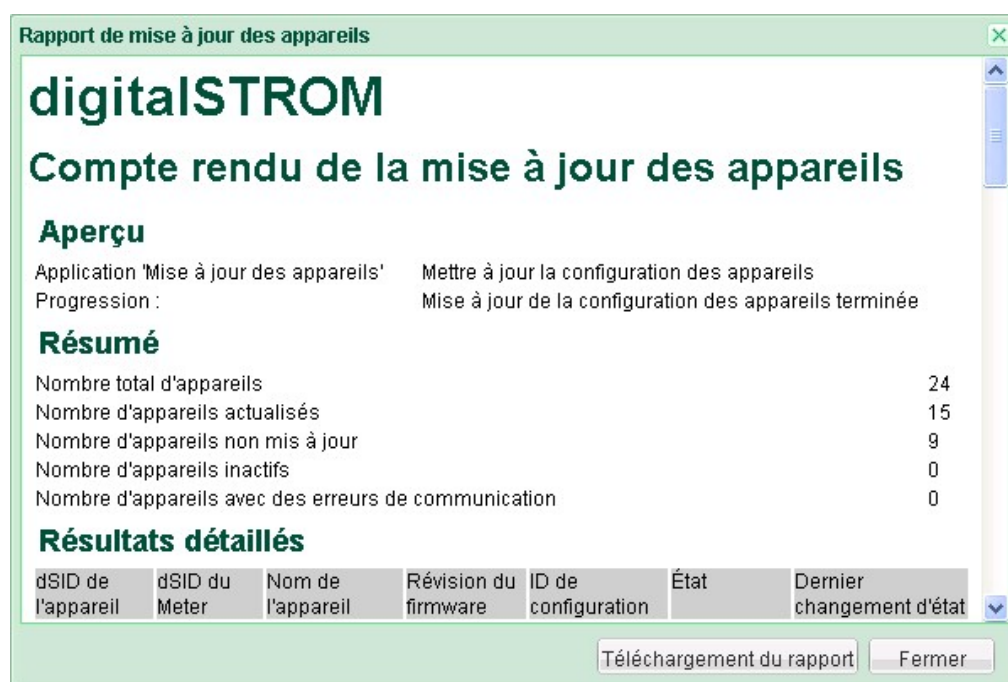 Rapport de mise à jour des appareils
digitalSTROM
Compte rendu de la mise à jour des appareils
Aperçu
Application 'Mise à jour des appareils' Mettre à jour la configuration des appareils
Progression : Mise à jour de la configuration des appareils terminée
Résumé
Nombre total d'appareils 24
Nombre d'appareils actualisés 15
Nombre d'appareils non mis à jour 9
Nombre d'appareils inactifs 0
Nombre d'appareils avec des erreurs de communication 0
Résultats détaillés
dSID de dSID du Nom de Révision du ID de État Dernier
l'appareil Meter l'appareil firmware configuration changement d'état
Téléchargement du rapport Fermer